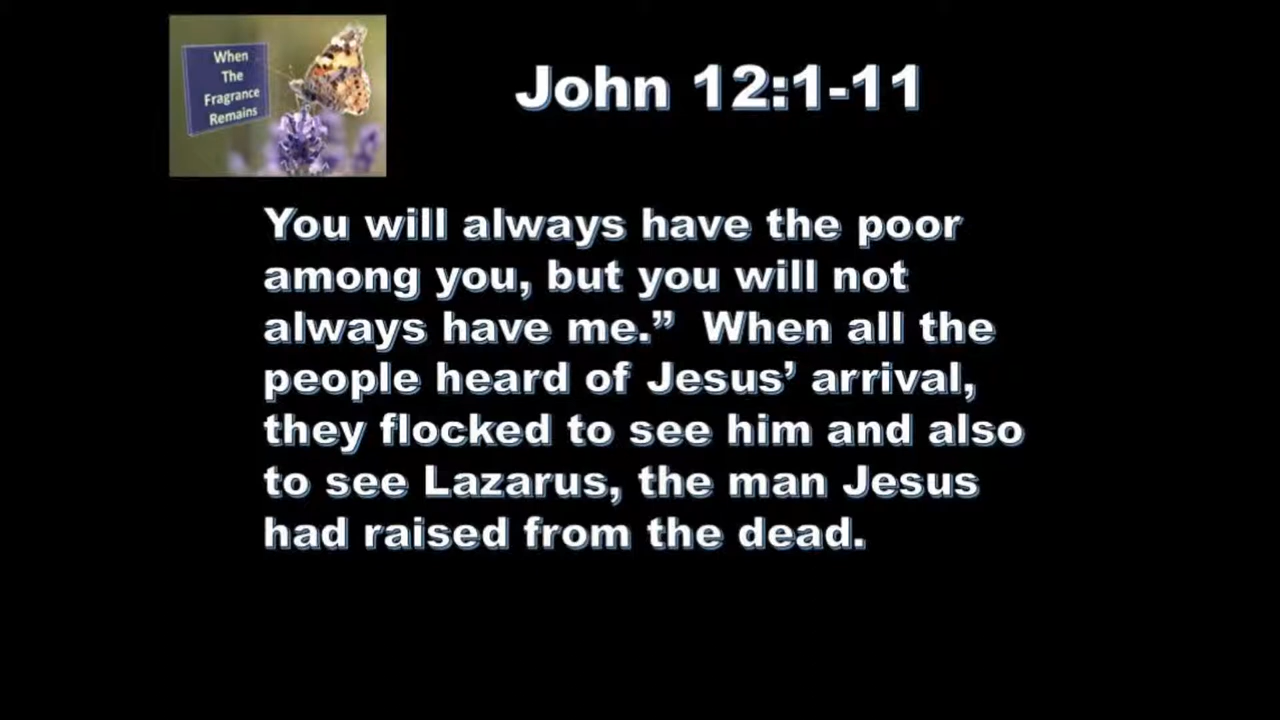 When
The
Fragrance
Remains
John 12:1-11
You will always have the poor
among you, but you will not
always have me.”  When all the
people heard of Jesus’ arrival,
they flocked to see him and also
to see Lazarus, the man Jesus
had raised from the dead.